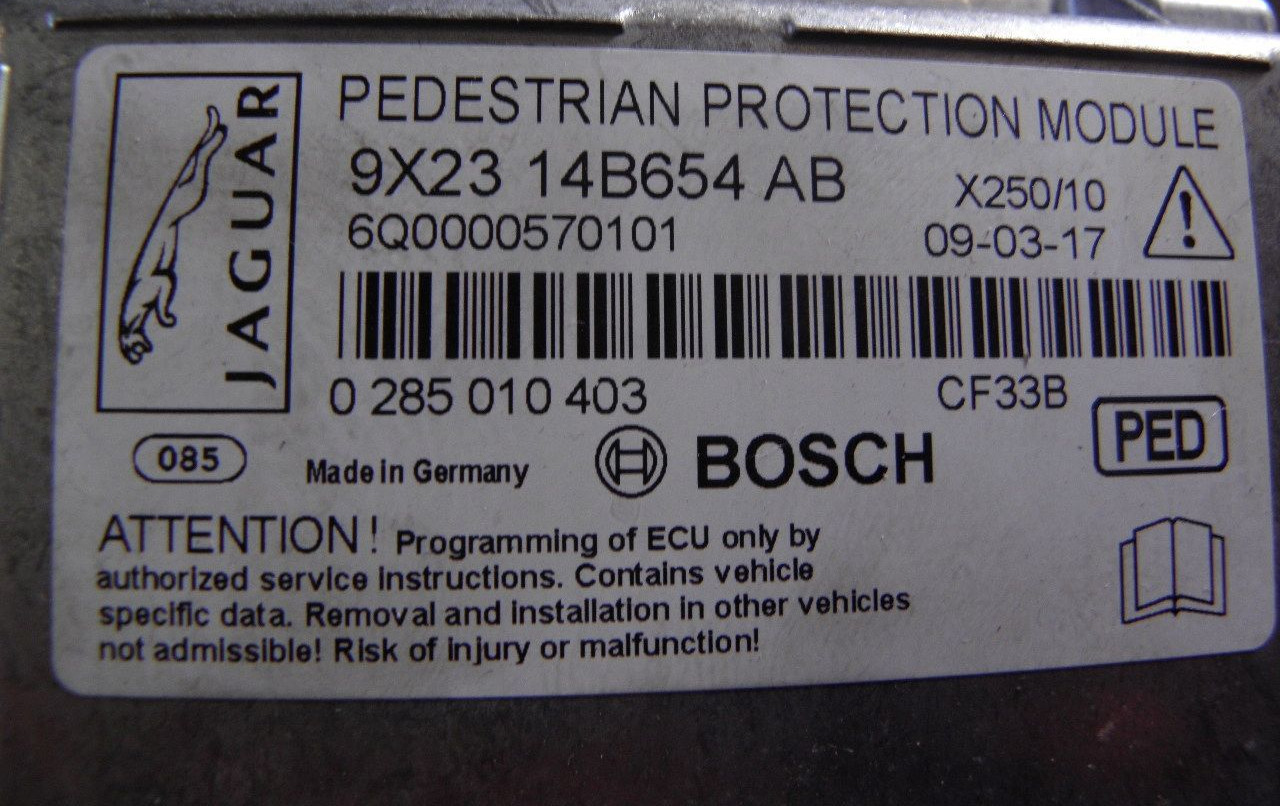 JAGUAR
PEDESTRIAN PROTECTION MODULE
9X23 14B654 AB
X250/10
6Q0000570101
09-03-17
0 285 010 403
CF33B
085
Made in Germany
BOSCH
PED
ATTENTION! Programming of ECU only by
authorized service instructions. Contains vehicle
specific data. Removal and installation in other vehicles
not admissible! Risk of injury or malfunction!